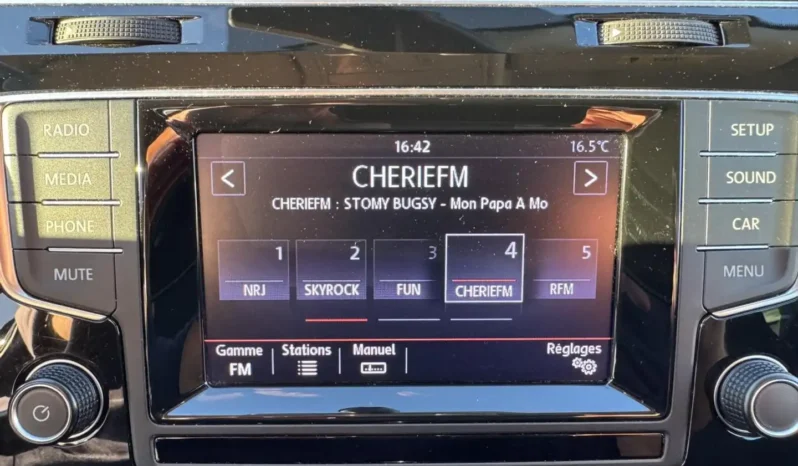 RADIO
MEDIA
PHONE
MUTE
16:42 16.5°C
CHERIEFM
CHERIEFM : STOMY BUGSY - Mon Papa A Mo
1 2 3 4 5
NRJ SKYROCK FUN CHERIEFM RFM
Gamme Stations Manuel Réglages
FM
SETUP
SOUND
CAR
MENU